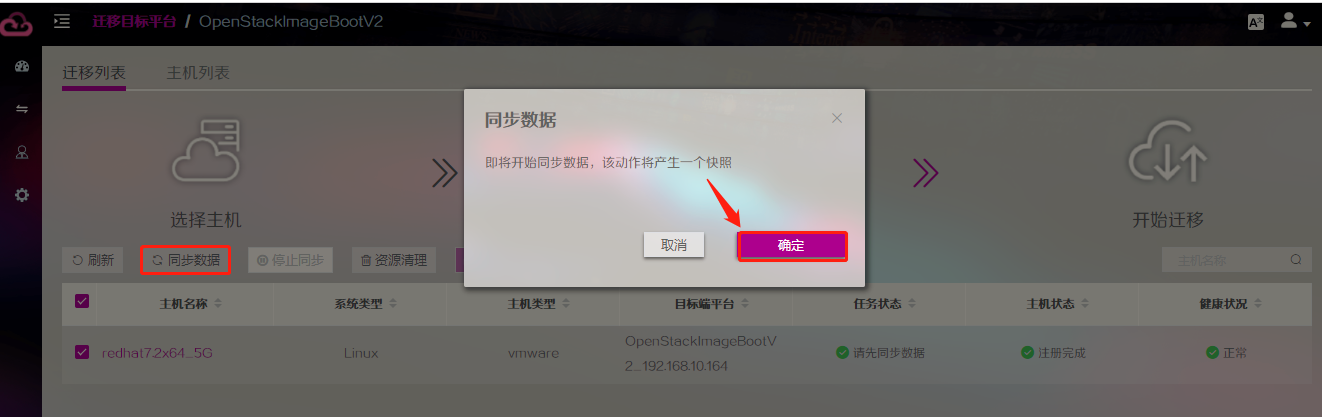 迁移目标平台 / OpenStackImageBootV2
迁移列表 主机列表
同步数据
即将开始同步数据，该动作将产生一个快照
取消 确定
选择主机
开始迁移
刷新 同步数据 停止同步 资源清理
主机名称
主机名称 系统类型 主机类型 目标端平台 任务状态 主机状态 健康状况
redhat7.2x64_5G Linux vmware OpenStackImageBootV
2_192.168.10.164 请先同步数据 注册完成 正常